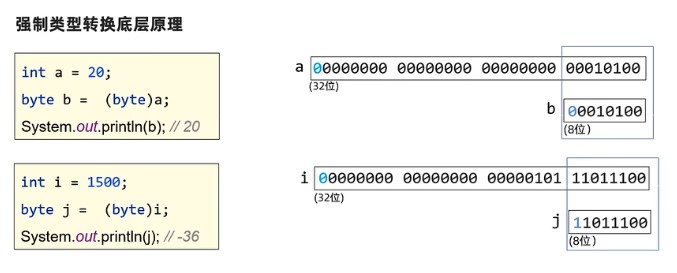 强制类型转换底层原理
int a = 20;
byte b = (byte)a;
System.out.println(b); // 20
a 00000000 00000000 00000000 00010100
(32位)
b 00010100
(8位)
int i = 1500;
byte j = (byte)i;
System.out.println(j); // -36
i 00000000 00000000 00000101 11011100
(32位)
j 11011100
(8位)